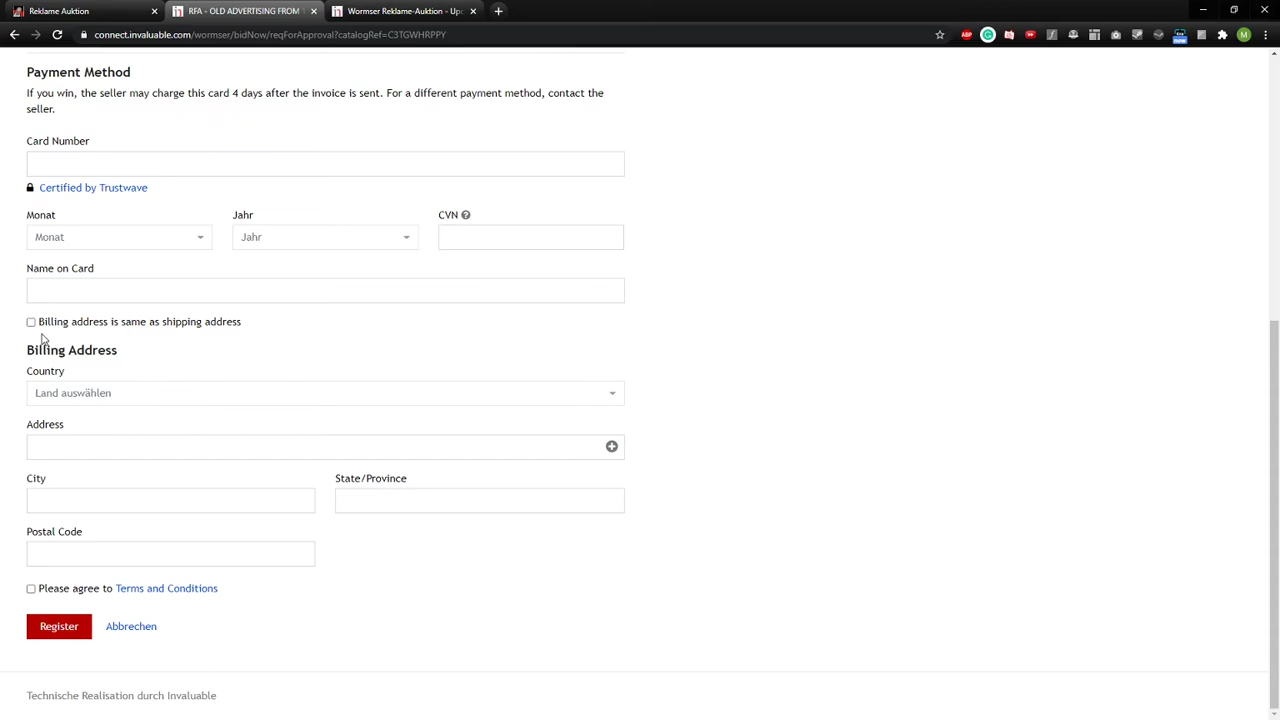 Reklame Auktion
RFA - OLD ADVERTISING FROM 1
Wormser Reklame-Auktion - Upc
connect.invaluable.com/wormser/bidNow/reqForApproval?catalogRef=C3TGWHRPPY
Payment Method
If you win, the seller may charge this card 4 days after the invoice is sent. For a different payment method, contact the
seller.
Card Number
Certified by Trustwave
Monat Jahr CVN
Monat Jahr
Name on Card
Billing address is same as shipping address
Billing Address
Country
Land auswählen
Address
City State/Province
Postal Code
Please agree to Terms and Conditions
Register Abbrechen
Technische Realisation durch Invaluable